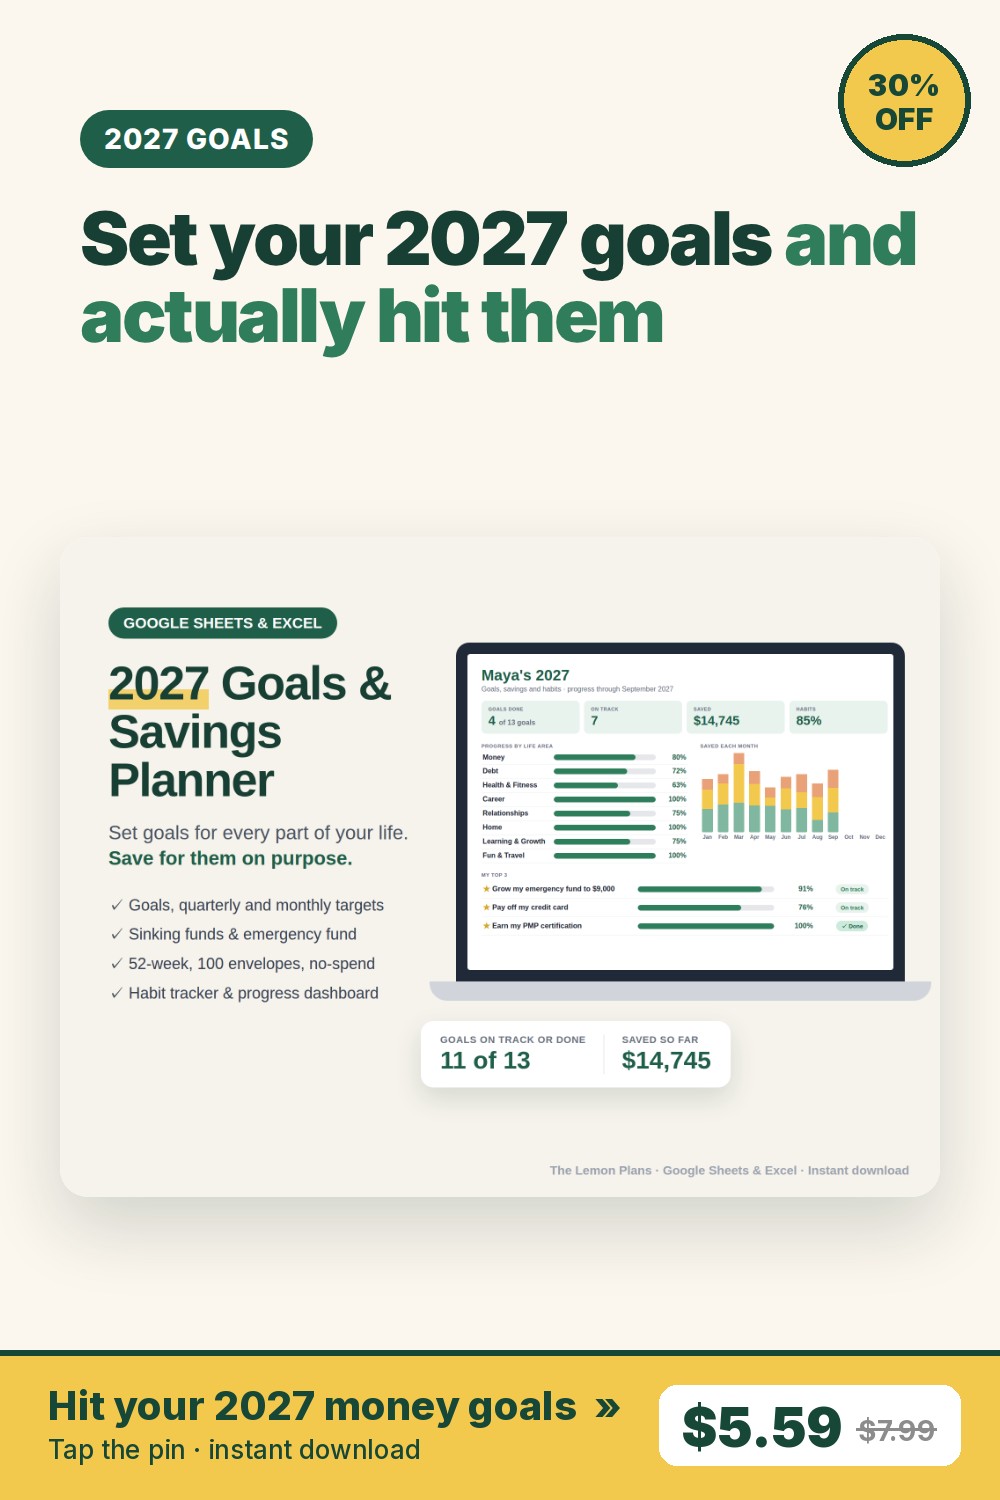 30%
OFF
2027 GOALS
Set your 2027 goals and
actually hit them
GOOGLE SHEETS & EXCEL
2027 Goals &
Savings
Planner
Set goals for every part of your life.
Save for them on purpose.
✓ Goals, quarterly and monthly targets
✓ Sinking funds & emergency fund
✓ 52-week, 100 envelopes, no-spend
✓ Habit tracker & progress dashboard
Maya's 2027
Goals, savings and habits · progress through September 2027
GOALS DONE
4 of 13 goals
ON TRACK
7
SAVED
$14,745
HABITS
85%
PROGRESS BY LIFE AREA
Money 80%
Debt 72%
Health & Fitness 63%
Career 100%
Relationships 75%
Home 100%
Learning & Growth 75%
Fun & Travel 100%
SAVED EACH MONTH
Jan Feb Mar Apr May Jun Jul Aug Sep Oct Nov Dec
MY TOP 3
★ Grow my emergency fund to $9,000 91% On track
★ Pay off my credit card 76% On track
★ Earn my PMP certification 100% ✓ Done
GOALS ON TRACK OR DONE
11 of 13
SAVED SO FAR
$14,745
The Lemon Plans · Google Sheets & Excel · Instant download
Hit your 2027 money goals »
Tap the pin · instant download
$5.59 $7.99